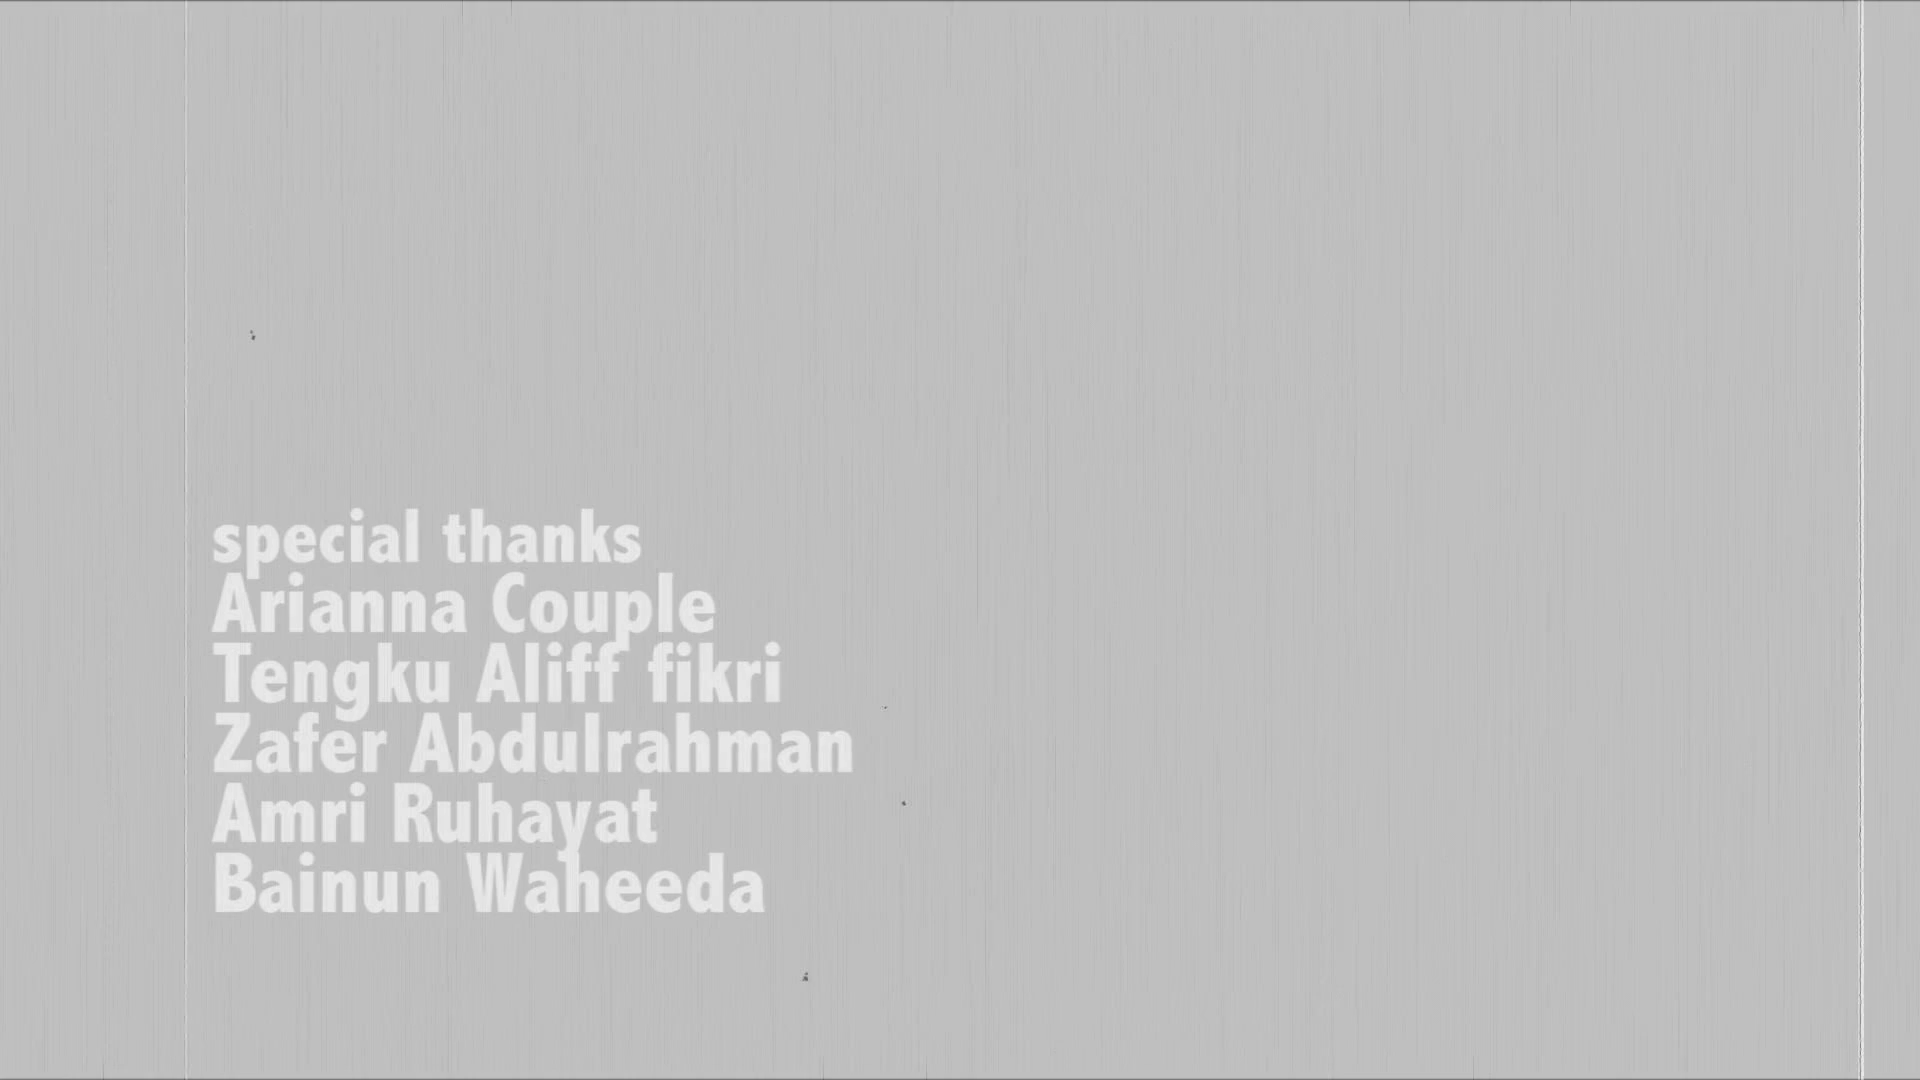 special thanks
Arianna Couple
Tengku Aliff fikri
Zafer Abdulrahman
Amri Ruhayat
Bainun Waheeda